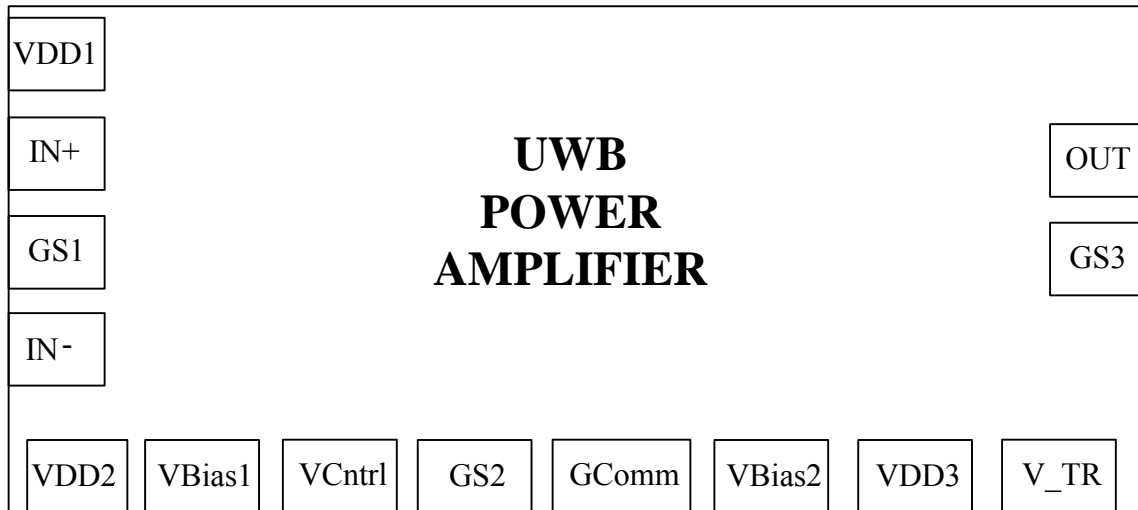 VDD1
IN+
GS1
IN-
UWB
POWER
AMPLIFIER
OUT
GS3
VDD2
VBias1
VCntrl
GS2
GComm
VBias2
VDD3
V_TR